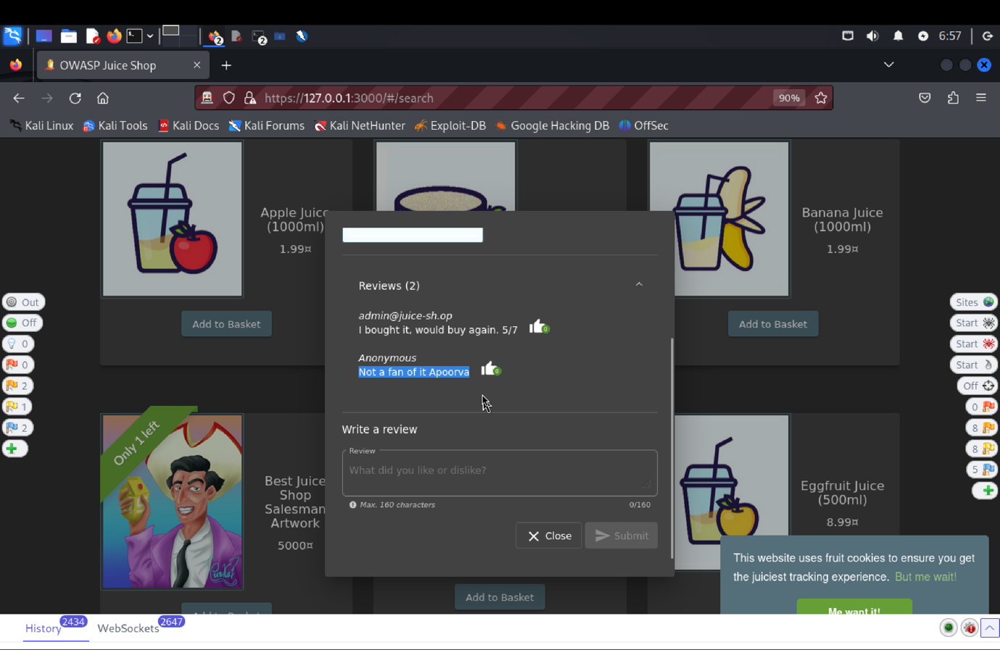 6:57
OWASP Juice Shop
https://127.0.0.1:3000/#/search
90%
Kali Linux
Kali Tools
Kali Docs
Kali Forums
Kali NetHunter
Exploit-DB
Google Hacking DB
OffSec
Apple Juice
(1000ml)
1.99¤
Add to Basket
Banana Juice
(1000ml)
1.99¤
Add to Basket
Reviews (2)
admin@juice-sh.op
I bought it, would buy again. 5/7
0
Anonymous
Not a fan of it Apoorva
0
Write a review
Review
What did you like or dislike?
Max. 160 characters
0/160
Close
Submit
Out
Off
0
0
2
1
2
Sites
Start
Start
Start
Off
0
8
8
5
Only 1 left
Best Juice
Shop
Salesman
Artwork
5000¤
Add to Basket
Eggfruit Juice
(500ml)
8.99¤
This website uses fruit cookies to ensure you get
the juiciest tracking experience. But me wait!
Me want it!
History 2434
WebSockets 2647